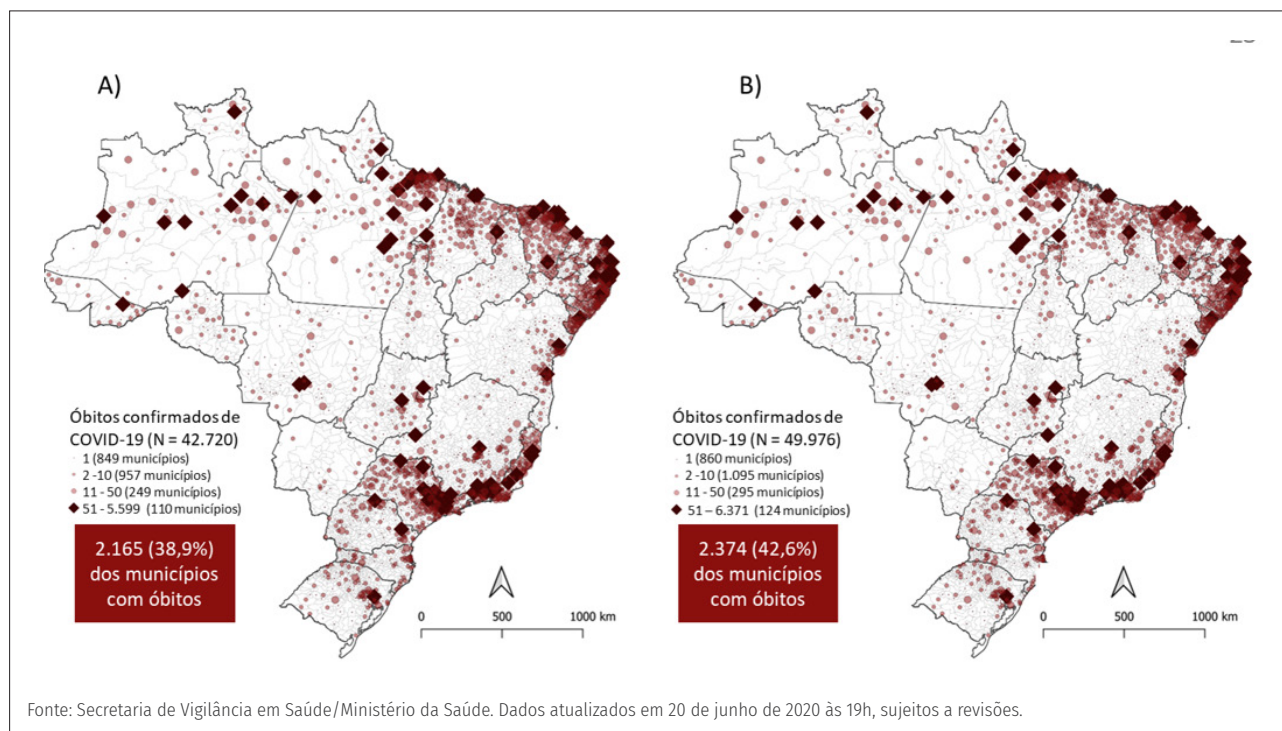 A)
Óbitos confirmados de
COVID-19 (N = 42.720)
1 (849 municípios)
2 -10 (957 municípios)
11 - 50 (249 municípios)
51 - 5.599 (110 municípios)
2.165 (38,9%)
dos municípios
com óbitos
0 500 1000 km
B)
Óbitos confirmados de
COVID-19 (N = 49.976)
1 (860 municípios)
2 -10 (1.095 municípios)
11 - 50 (295 municípios)
51 – 6.371 (124 municípios)
2.374 (42,6%)
dos municípios
com óbitos
0 500 1000 km
Fonte: Secretaria de Vigilância em Saúde/Ministério da Saúde. Dados atualizados em 20 de junho de 2020 às 19h, sujeitos a revisões.